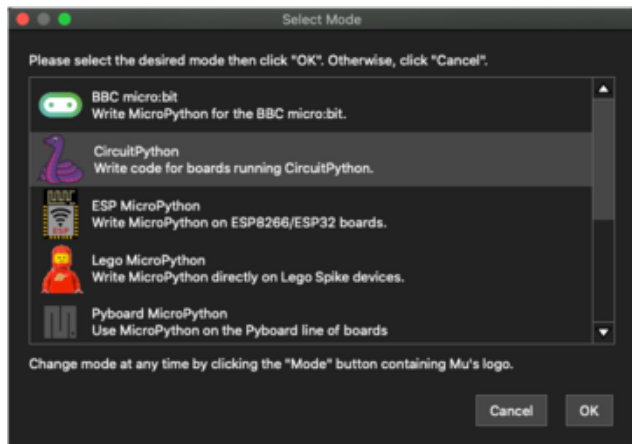 Select Mode
Please select the desired mode then click "OK". Otherwise, click "Cancel".
BBC micro:bit
Write MicroPython for the BBC micro:bit.
CircuitPython
Write code for boards running CircuitPython.
ESP MicroPython
Write MicroPython on ESP8266/ESP32 boards.
ESP
Lego MicroPython
Write MicroPython directly on Lego Spike devices.
Pyboard MicroPython
Use MicroPython on the Pyboard line of boards
Change mode at any time by clicking the "Mode" button containing Mu's logo.
Cancel
OK